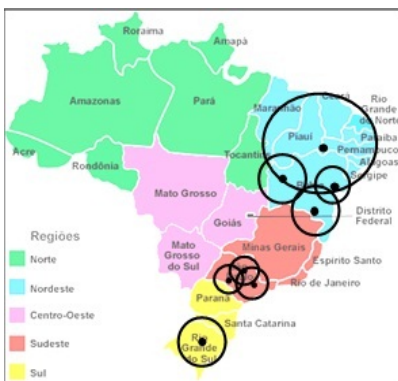 Roraima
Amapá
Amazonas
Pará
Maranhão
Ceará
Rio
Grande
do Norte
Piauí
Paraíba
Pernambuco
Alagoas
Sergipe
Acre
Rondônia
Tocantins
Mato Grosso
Distrito
Federal
Goiás
Minas Gerais
Mato
Grosso
do Sul
Espírito Santo
Rio de Janeiro
Paraná
Santa Catarina
Rio
Grande
do Sul
Regiões
Norte
Nordeste
Centro-Oeste
Sudeste
Sul